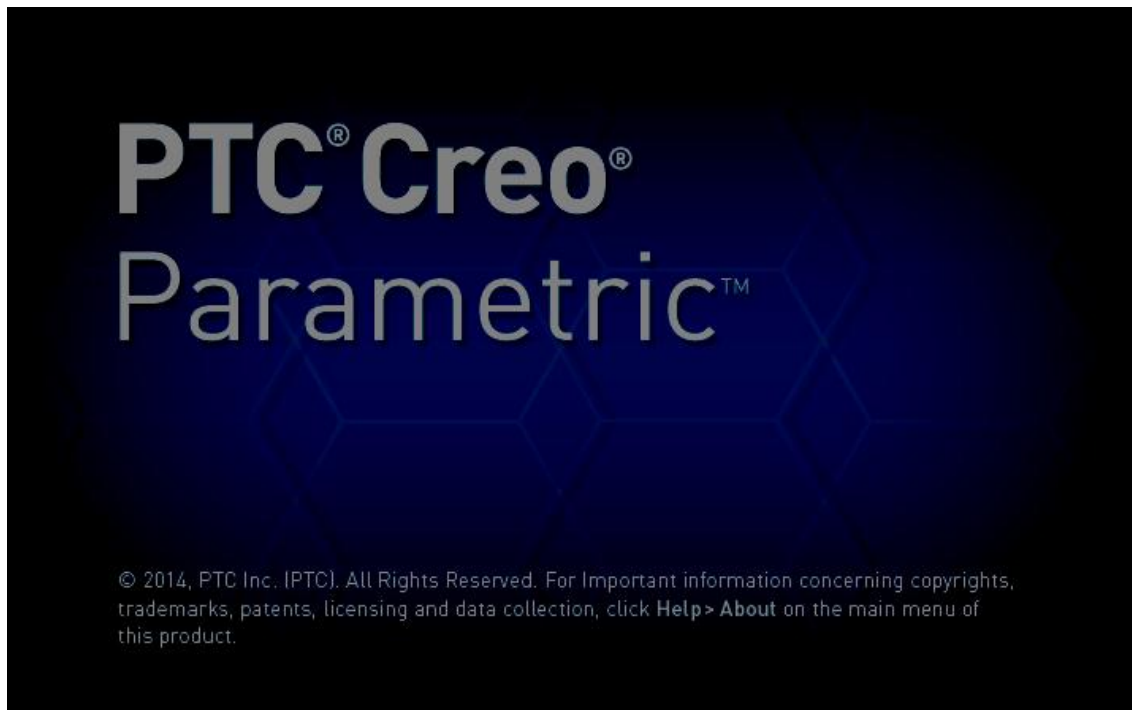 PTC® Creo®
Parametric™
© 2014, PTC Inc. (PTC). All Rights Reserved. For Important information concerning copyrights,
trademarks, patents, licensing and data collection, click Help> About on the main menu of
this product.